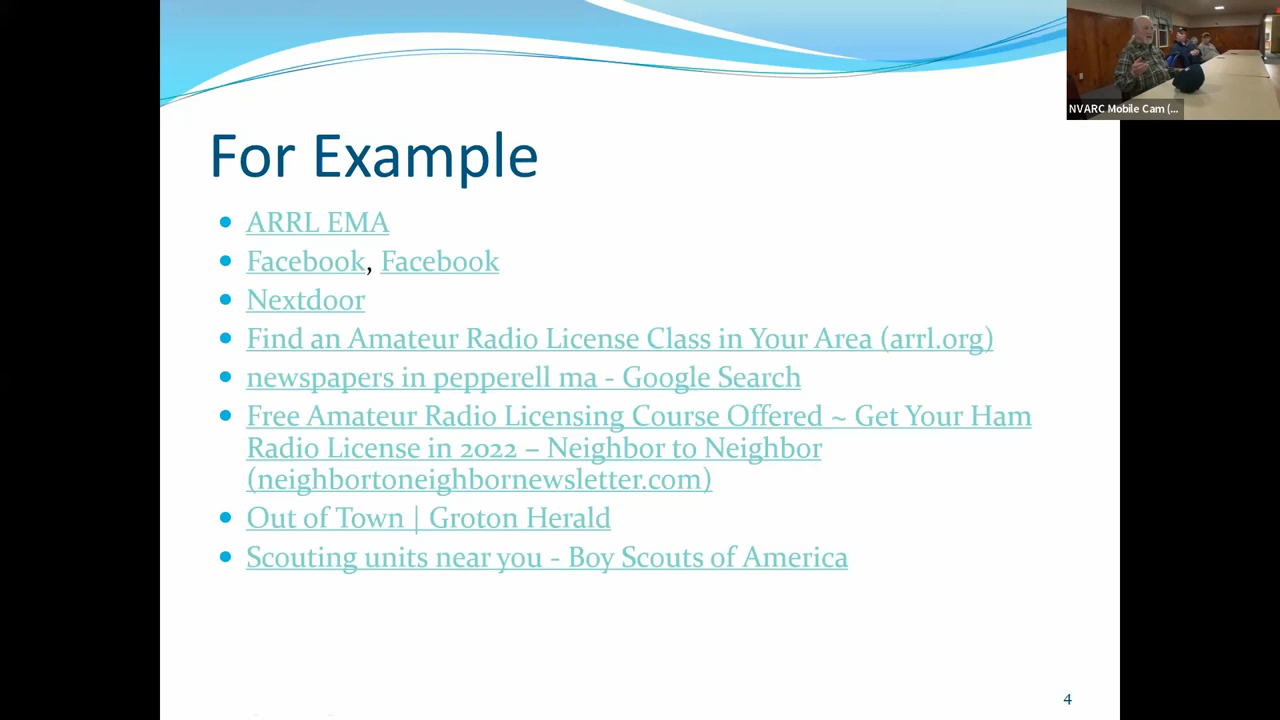 NVARC Mobile Cam (...
For Example
ARRL EMA
Facebook, Facebook
Nextdoor
Find an Amateur Radio License Class in Your Area (arrl.org)
newspapers in pepperell ma - Google Search
Free Amateur Radio Licensing Course Offered ~ Get Your Ham
Radio License in 2022 – Neighbor to Neighbor
(neighbortoneighbornewsletter.com)
Out of Town | Groton Herald
Scouting units near you - Boy Scouts of America
4